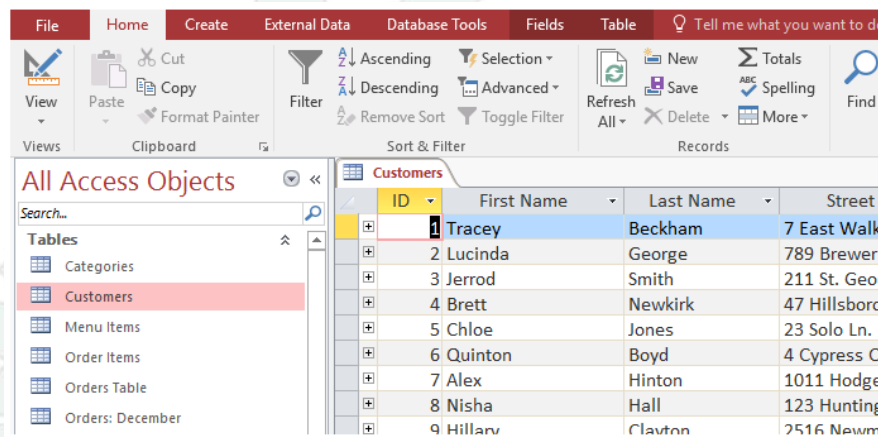 File Home Create External Data Database Tools Fields Table Tell me what you want to
View
Paste
Cut
Copy
Format Painter
Filter
Ascending
Descending
Remove Sort
Selection
Advanced
Toggle Filter
Refresh
All
New
Save
Delete
Totals
ABC
Spelling
More
Find
Views Clipboard Sort & Filter Records
All Access Objects
Search...
Tables
Categories
Customers
Menu Items
Order Items
Orders Table
Orders: December
Customers
ID First Name Last Name Street
1 Tracey Beckham 7 East Walk
2 Lucinda George 789 Brewer
3 Jerrod Smith 211 St. Geo
4 Brett Newkirk 47 Hillsboro
5 Chloe Jones 23 Solo Ln.
6 Quinton Boyd 4 Cypress
7 Alex Hinton 1011 Hodge
8 Nisha Hall 123 Hunting
9 Hillary Clayton 2516 Newm